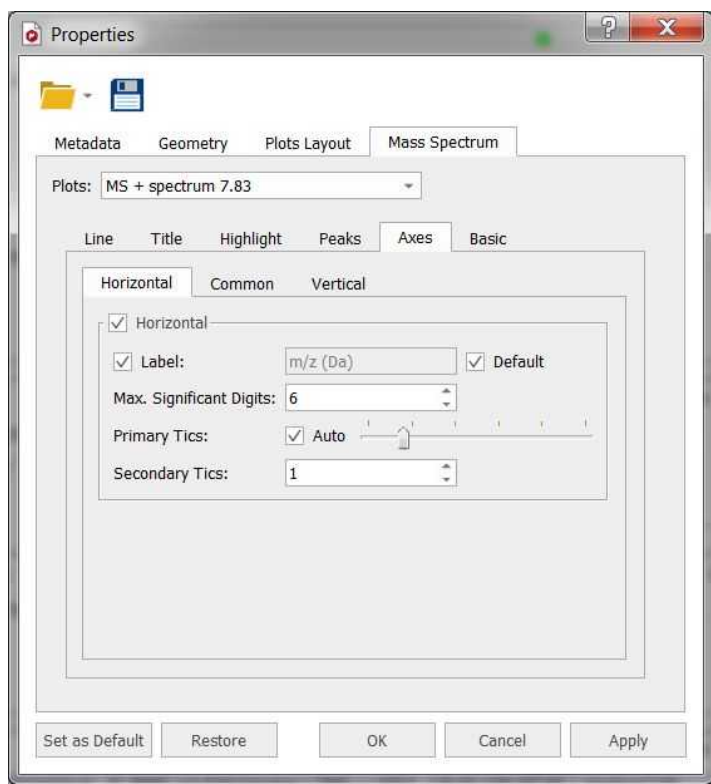 Properties
Metadata Geometry Plots Layout Mass Spectrum
Plots: MS + spectrum 7.83
Line Title Highlight Peaks Axes Basic
Horizontal Common Vertical
Horizontal
Label: m/z (Da) Default
Max. Significant Digits: 6
Primary Tics: Auto
Secondary Tics: 1
Set as Default Restore OK Cancel Apply